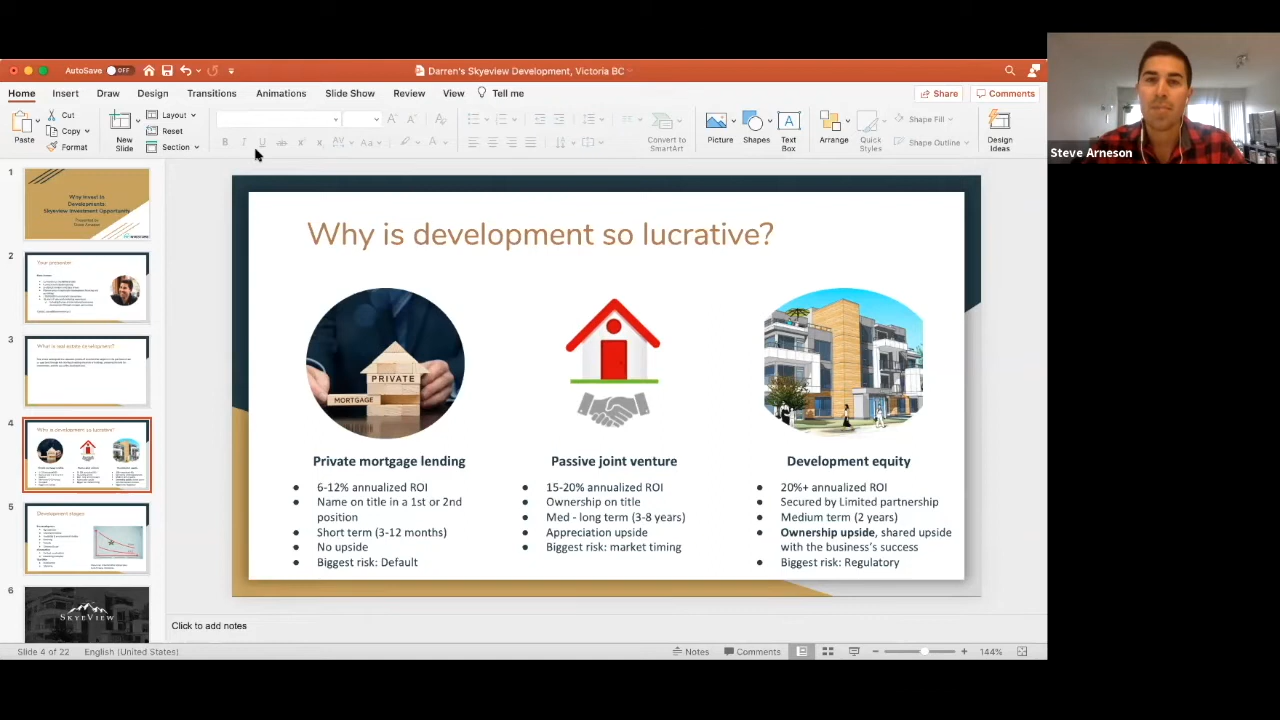 AutoSave OFF
Darren's Skyeview Development, Victoria BC
Home Insert Draw Design Transitions Animations Slide Show Review View Tell me
Share Comments
Paste
Cut
Copy
Format
New Slide
Layout
Reset
Section
B I U ab
Convert to SmartArt
Picture
Shapes
Text Box
Arrange
Quick Styles
Shape Fill
Shape Outline
Design Ideas
Steve Arneson
1
Why Invest in
Developments:
Skyeview Investment Opportunity
2
Your presenter
3
What is real estate development?
4
Why is development so lucrative?
5
Development stages
6
SKYEVIEW
Why is development so lucrative?
PRIVATE
MORTGAGE
Private mortgage lending
● 6-12% annualized ROI
● Name on title in a 1st or 2nd
position
● Short term (3-12 months)
● No upside
● Biggest risk: Default
Passive joint venture
● 15-20% annualized ROI
● Ownership on title
● Med - long term (3-8 years)
● Appreciation upside
● Biggest risk: market timing
Development equity
● 20%+ annualized ROI
● Secured by Limited partnership
● Medium term (2 years)
● Ownership upside, shared upside
with the business's success
● Biggest risk: Regulatory
Click to add notes
Slide 4 of 22 English (United States)
Notes Comments 144%